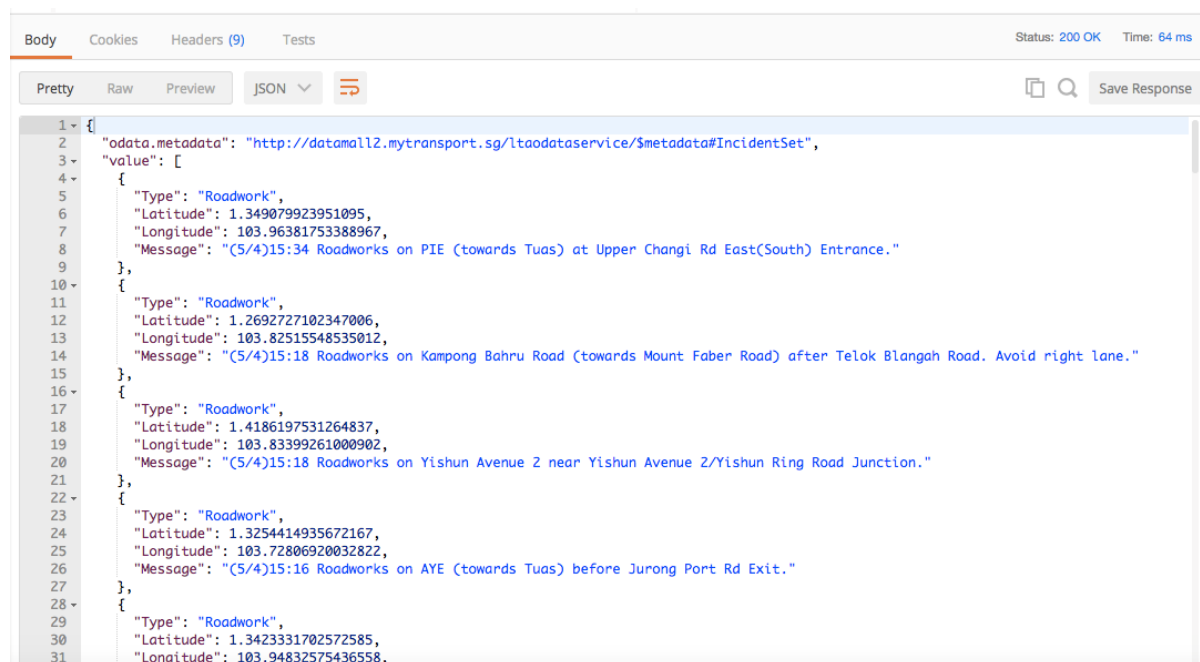 Body Cookies Headers (9) Tests Status: 200 OK Time: 64 ms
Pretty Raw Preview JSON Save Response
1 {
2 "odata.metadata": "http://datamall2.mytransport.sg/ltaodataservice/$metadata#IncidentSet",
3 "value": [
4 {
5 "Type": "Roadwork",
6 "Latitude": 1.349079923951095,
7 "Longitude": 103.96381753388967,
8 "Message": "(5/4)15:34 Roadworks on PIE (towards Tuas) at Upper Changi Rd East(South) Entrance."
9 },
10 {
11 "Type": "Roadwork",
12 "Latitude": 1.2692727102347006,
13 "Longitude": 103.82515548535012,
14 "Message": "(5/4)15:18 Roadworks on Kampong Bahru Road (towards Mount Faber Road) after Telok Blangah Road. Avoid right lane."
15 },
16 {
17 "Type": "Roadwork",
18 "Latitude": 1.4186197531264837,
19 "Longitude": 103.83399261000902,
20 "Message": "(5/4)15:18 Roadworks on Yishun Avenue 2 near Yishun Avenue 2/Yishun Ring Road Junction."
21 },
22 {
23 "Type": "Roadwork",
24 "Latitude": 1.3254414935672167,
25 "Longitude": 103.72806920032822,
26 "Message": "(5/4)15:16 Roadworks on AYE (towards Tuas) before Jurong Port Rd Exit."
27 },
28 {
29 "Type": "Roadwork",
30 "Latitude": 1.3423331702572585,
31 "Longitude": 103.94832575436558,